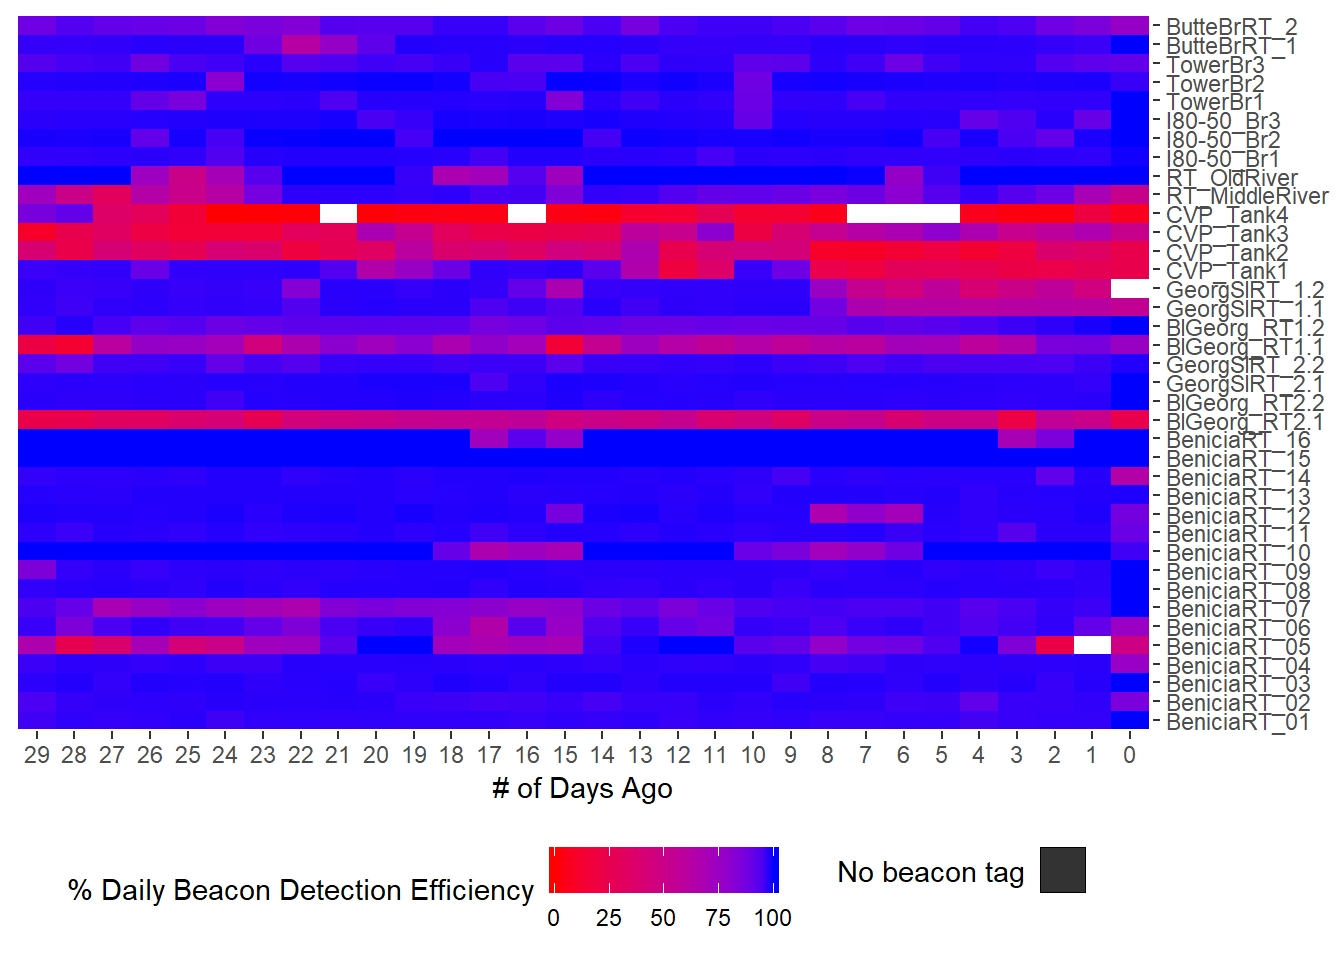 ButteBrRT_2
ButteBrRT_1
TowerBr3
TowerBr2
TowerBr1
I80-50_Br3
I80-50_Br2
I80-50_Br1
RT_OldRiver
RT_MiddleRiver
CVP_Tank4
CVP_Tank3
CVP_Tank2
CVP_Tank1
GeorgSlRT_1.2
GeorgSlRT_1.1
BlGeorg_RT1.2
BlGeorg_RT1.1
GeorgSlRT_2.2
GeorgSlRT_2.1
BlGeorg_RT2.2
BlGeorg_RT2.1
BeniciaRT_16
BeniciaRT_15
BeniciaRT_14
BeniciaRT_13
BeniciaRT_12
BeniciaRT_11
BeniciaRT_10
BeniciaRT_09
BeniciaRT_08
BeniciaRT_07
BeniciaRT_06
BeniciaRT_05
BeniciaRT_04
BeniciaRT_03
BeniciaRT_02
BeniciaRT_01
29 28 27 26 25 24 23 22 21 20 19 18 17 16 15 14 13 12 11 10 9 8 7 6 5 4 3 2 1 0
# of Days Ago
% Daily Beacon Detection Efficiency
0 25 50 75 100
No beacon tag